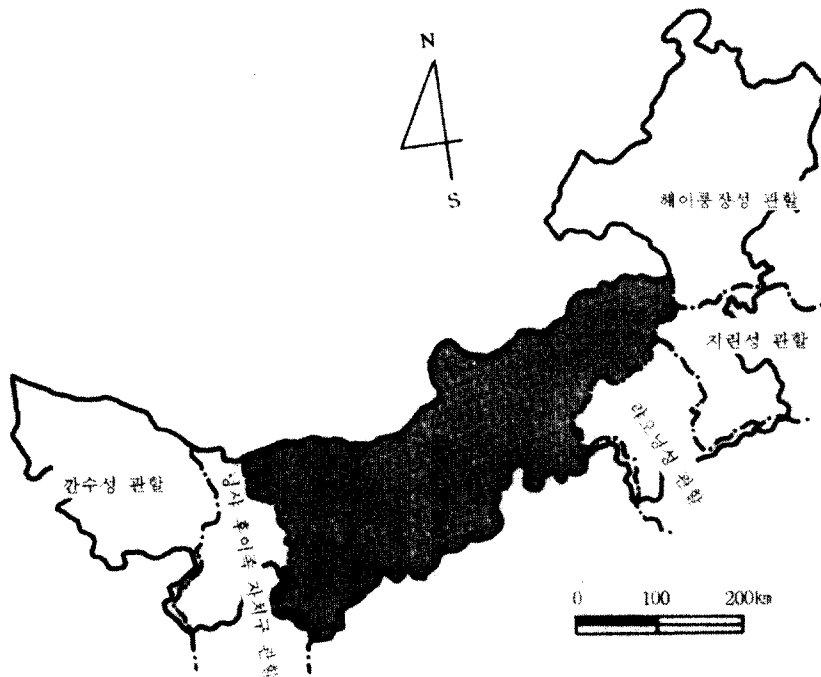 N
S
헤이룽장성 관할
지린성 관할
랴오닝성 관할
간수성 관할
닝샤 후이족 자치구 관할
0 100 200km